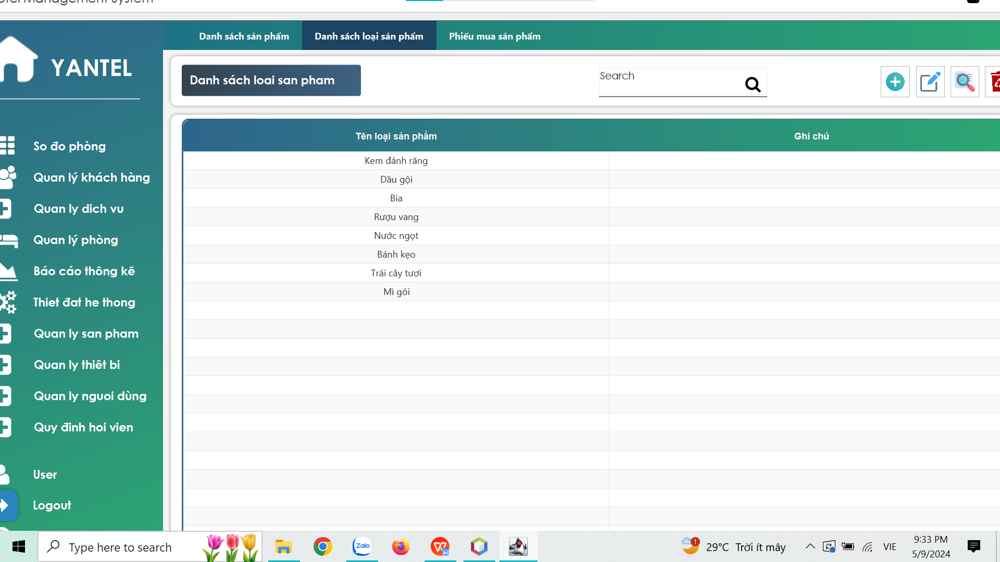 YANTEL
Danh sách sản phẩm
Danh sách loại sản phẩm
Phiếu mua sản phẩm
Danh sách loai san pham
Search
So đo phòng
Quan lý khách hàng
Quan ly dich vu
Quan lý phòng
Báo cáo thông kê
Thiet đat he thong
Quan ly san pham
Quan ly thiêt bi
Quan ly nguoi dùng
Quy đinh hoi vien
User
Logout
Tên loại sản phẩm
Ghi chú
Kem đánh răng
Dầu gội
Bia
Rượu vang
Nước ngọt
Bánh kẹo
Trái cây tươi
Mì gói
Type here to search
Zalo
W
1
29°C Trời ít mây
VIE
9:33 PM
5/9/2024